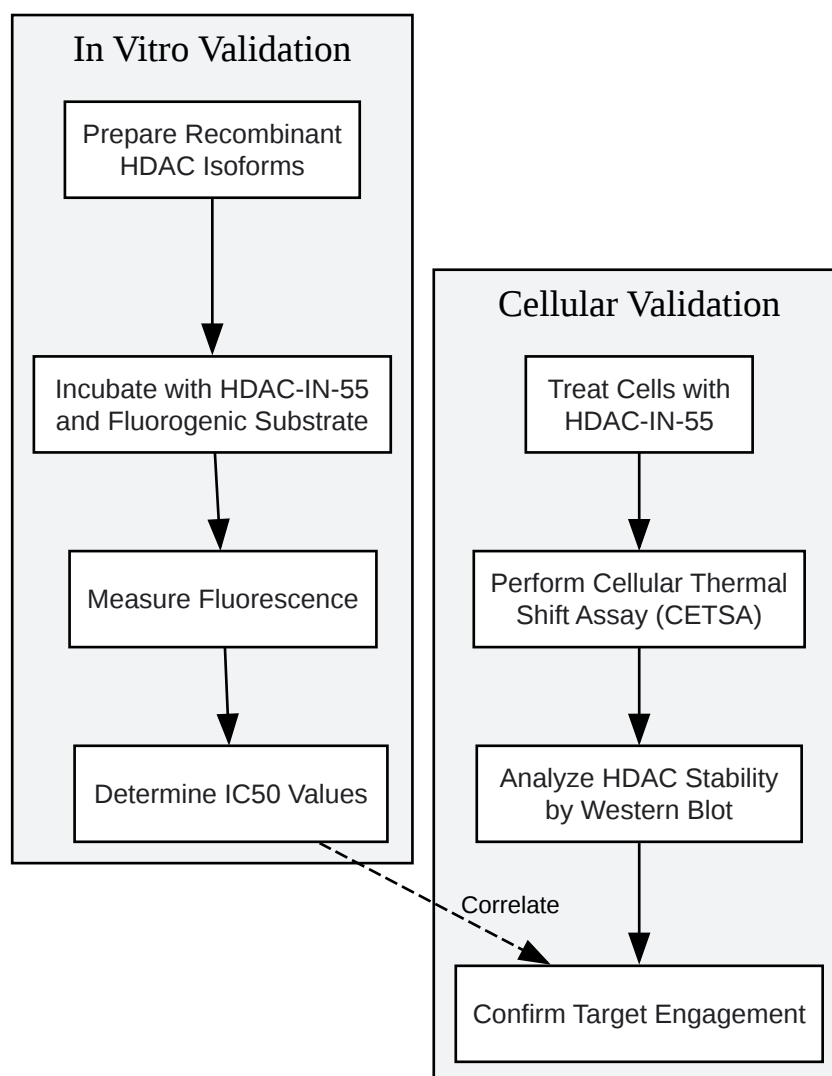 In Vitro Validation
Prepare Recombinant
HDAC Isoforms
Incubate with HDAC-IN-55
and Fluorogenic Substrate
Measure Fluorescence
Determine IC50 Values
Correlate
Cellular Validation
Treat Cells with
HDAC-IN-55
Perform Cellular Thermal
Shift Assay (CETSA)
Analyze HDAC Stability
by Western Blot
Confirm Target Engagement